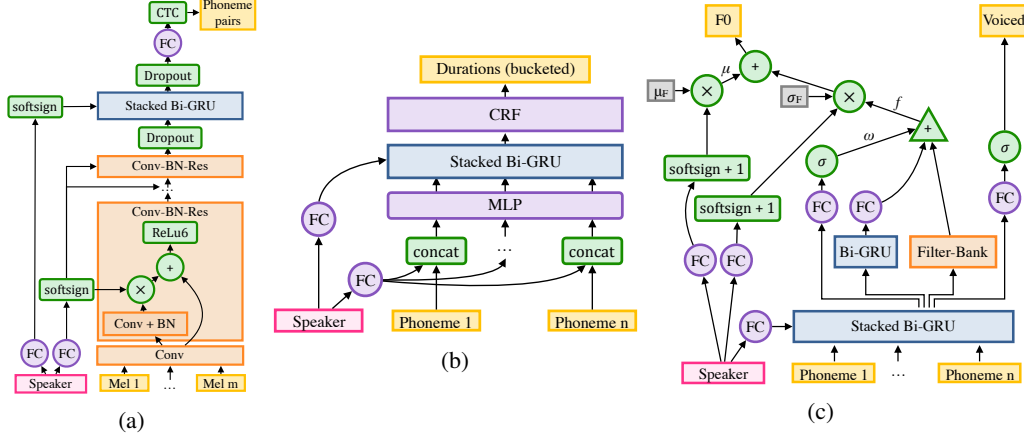 CTC
Phoneme
pairs
FC
Dropout
softsign
Stacked Bi-GRU
Dropout
Conv-BN-Res
...
Conv-BN-Res
ReLu6
+
softsign
×
Conv + BN
FC
FC
Conv
Speaker
Mel 1
...
Mel m
(a)
Durations (bucketed)
CRF
Stacked Bi-GRU
MLP
FC
concat
...
concat
FC
Speaker
Phoneme 1
Phoneme n
(b)
F0
Voiced
μ
+
μF
×
σF
×
f
+
ω
σ
σ
softsign + 1
softsign + 1
FC
FC
FC
FC
FC
Bi-GRU
Filter-Bank
FC
Stacked Bi-GRU
Speaker
Phoneme 1
...
Phoneme n
(c)